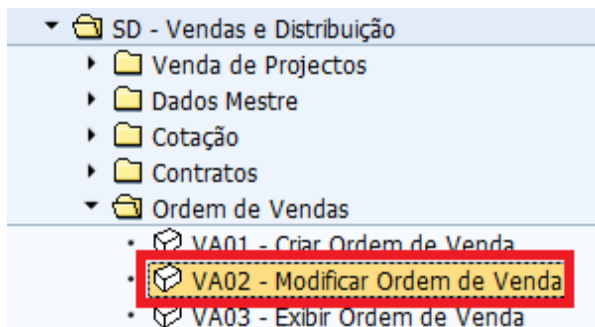 SD - Vendas e Distribuição
Venda de Projectos
Dados Mestre
Cotação
Contratos
Ordem de Vendas
VA01 - Criar Ordem de Venda
VA02 - Modificar Ordem de Venda
VA03 - Exibir Ordem de Venda